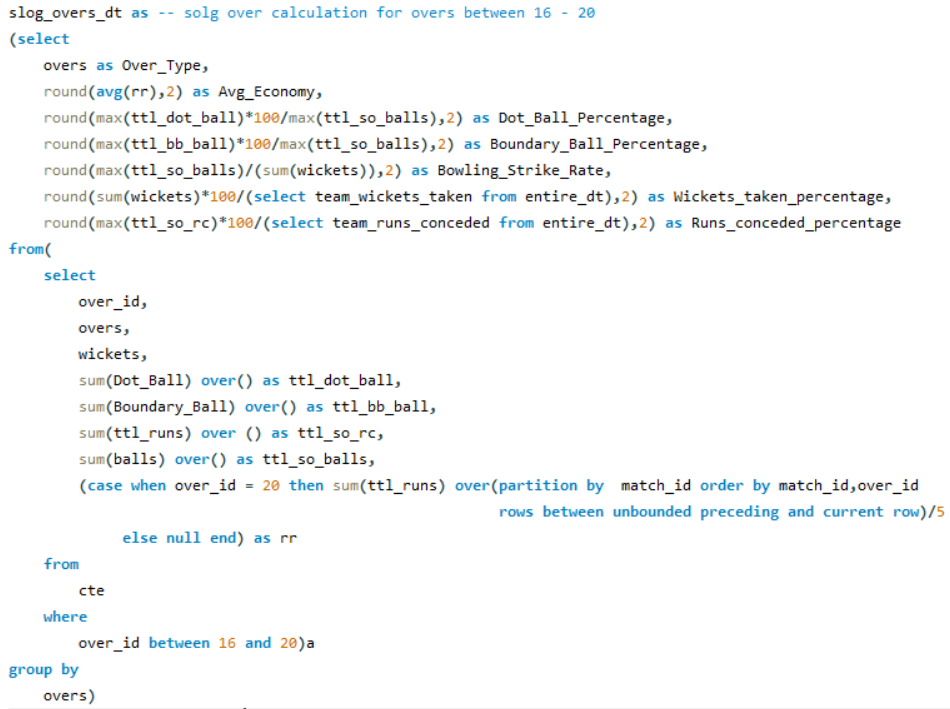 slog_overs_dt as -- solg over calculation for overs between 16 - 20
(select
    overs as Over_Type,
    round(avg(rr),2) as Avg_Economy,
    round(max(ttl_dot_ball)*100/max(ttl_so_balls),2) as Dot_Ball_Percentage,
    round(max(ttl_bb_ball)*100/max(ttl_so_balls),2) as Boundary_Ball_Percentage,
    round(max(ttl_so_balls)/(sum(wickets)),2) as Bowling_Strike_Rate,
    round(sum(wickets)*100/(select team_wickets_taken from entire_dt),2) as Wickets_taken_percentage,
    round(max(ttl_so_rc)*100/(select team_runs_conceded from entire_dt),2) as Runs_conceded_percentage
from(
    select
        over_id,
        overs,
        wickets,
        sum(Dot_Ball) over() as ttl_dot_ball,
        sum(Boundary_Ball) over() as ttl_bb_ball,
        sum(ttl_runs) over () as ttl_so_rc,
        sum(balls) over() as ttl_so_balls,
        (case when over_id = 20 then sum(ttl_runs) over(partition by  match_id order by match_id,over_id
                                                        rows between unbounded preceding and current row)/5
             else null end) as rr
    from
        cte
    where
        over_id between 16 and 20)a
group by
    overs)